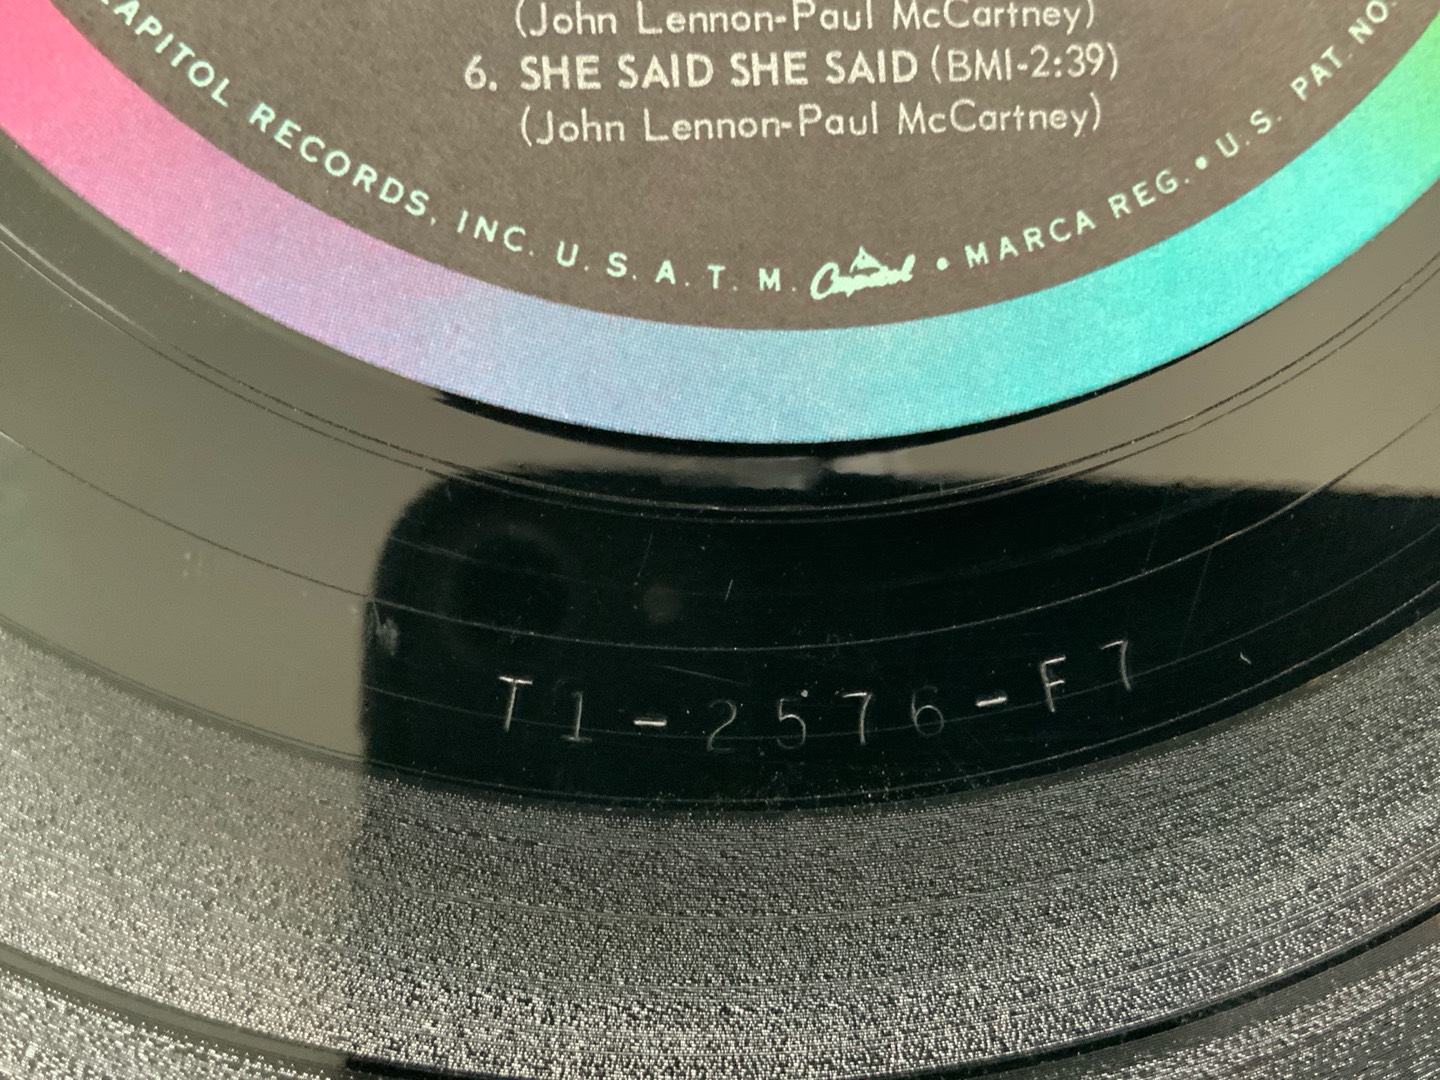 (John Lennon-Paul McCartney)
6. SHE SAID SHE SAID (BMI-2:39)
(John Lennon-Paul McCartney)
CAPITOL RECORDS, INC. U. S. A. T. M. Capitol • MARCA REG. • U. S. PAT. NO.
T1-2576-F7